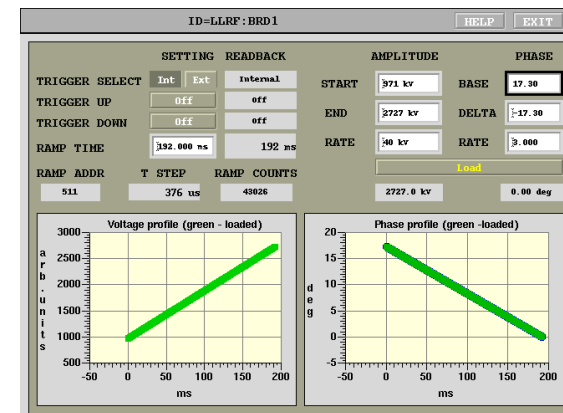 ID=LLRF:BRD1 HELP EXIT
SETTING READBACK AMPLITUDE PHASE
TRIGGER SELECT Int Ext Internal START 971 kV BASE 17.30
TRIGGER UP Off off
TRIGGER DOWN Off off END 2727 kV DELTA -17.30
RAMP TIME 192.000 ms 192 ms RATE 40 kV RATE 3.000
Load
RAMP ADDR T STEP RAMP COUNTS
511 376 us 43026 2727.0 kV 0.00 deg
Voltage profile (green - loaded)
3000
2500
2000
1500
1000
500
arb. units
-50 0 50 100 150 200
ms
Phase profile (green -loaded)
20
15
10
5
0
-5
deg
-50 0 50 100 150 200
ms